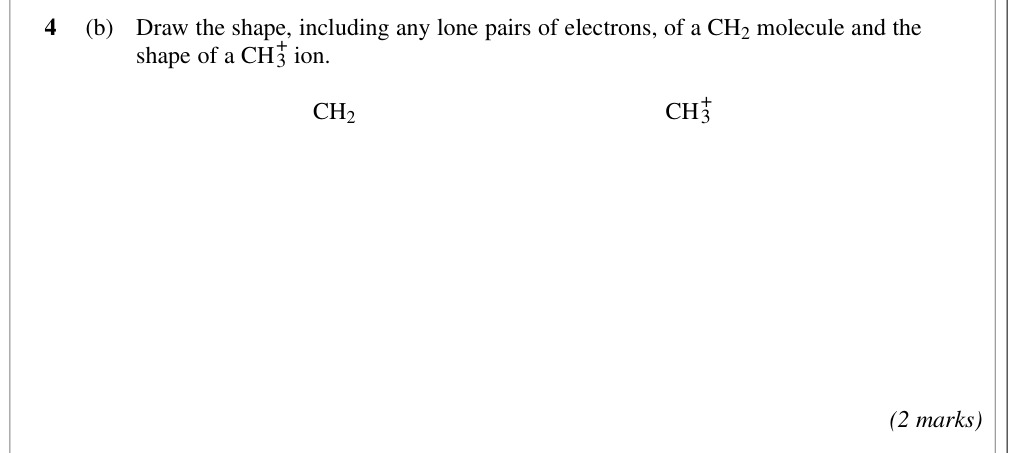 4 (b) Draw the shape, including any lone pairs of electrons, of a CH₂ molecule and the
shape of a CH₃⁺ ion.
CH₂ CH₃⁺
(2 marks)